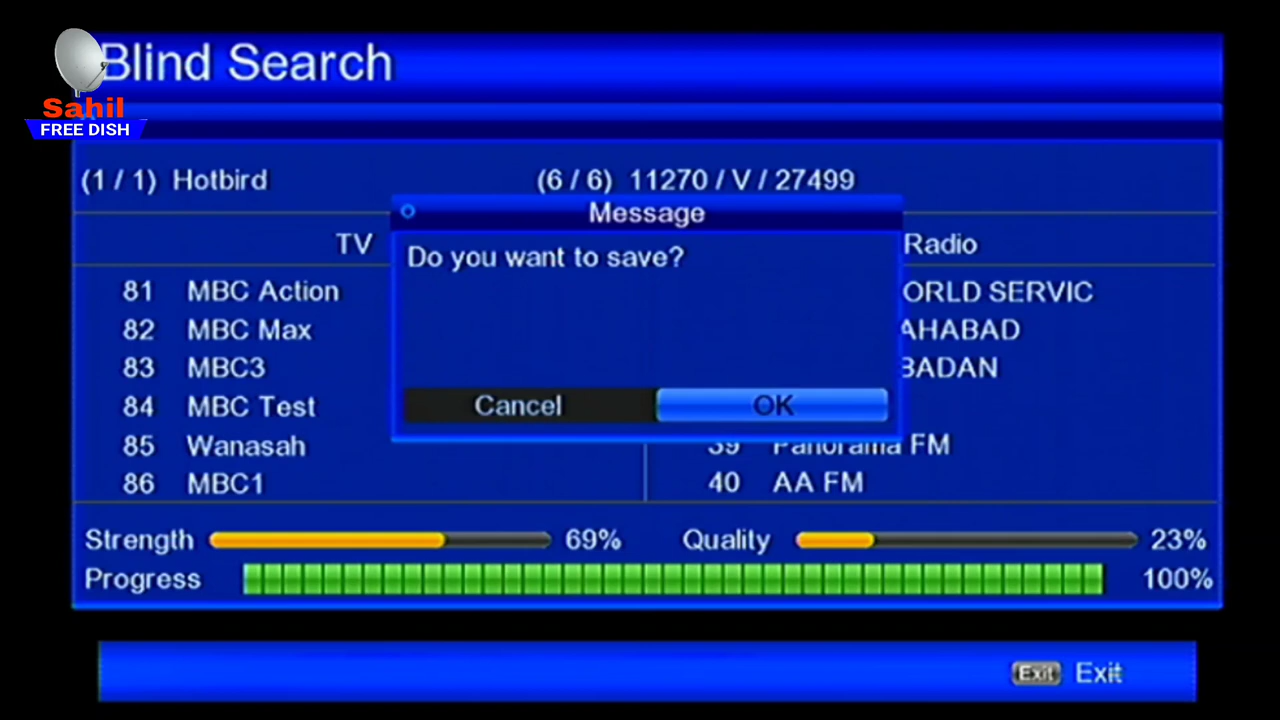 Blind Search
Sahil
FREE DISH
(1 / 1) Hotbird (6 / 6) 11270 / V / 27499
Message
TV Radio
Do you want to save?
81 MBC Action ORLD SERVIC
82 MBC Max AHABAD
83 MBC3 BADAN
84 MBC Test
Cancel OK
85 Wanasah 39 Panorama FM
86 MBC1 40 AA FM
Strength 69% Quality 23%
Progress 100%
Exit Exit